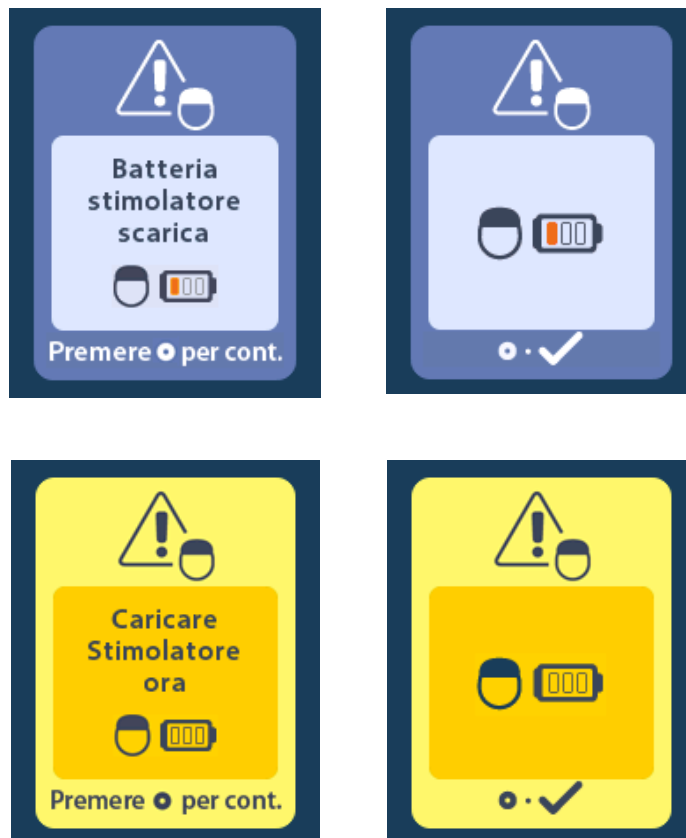 Batteria
stimolatore
scarica
Premere per cont.
Caricare
Stimolatore
ora
Premere per cont.